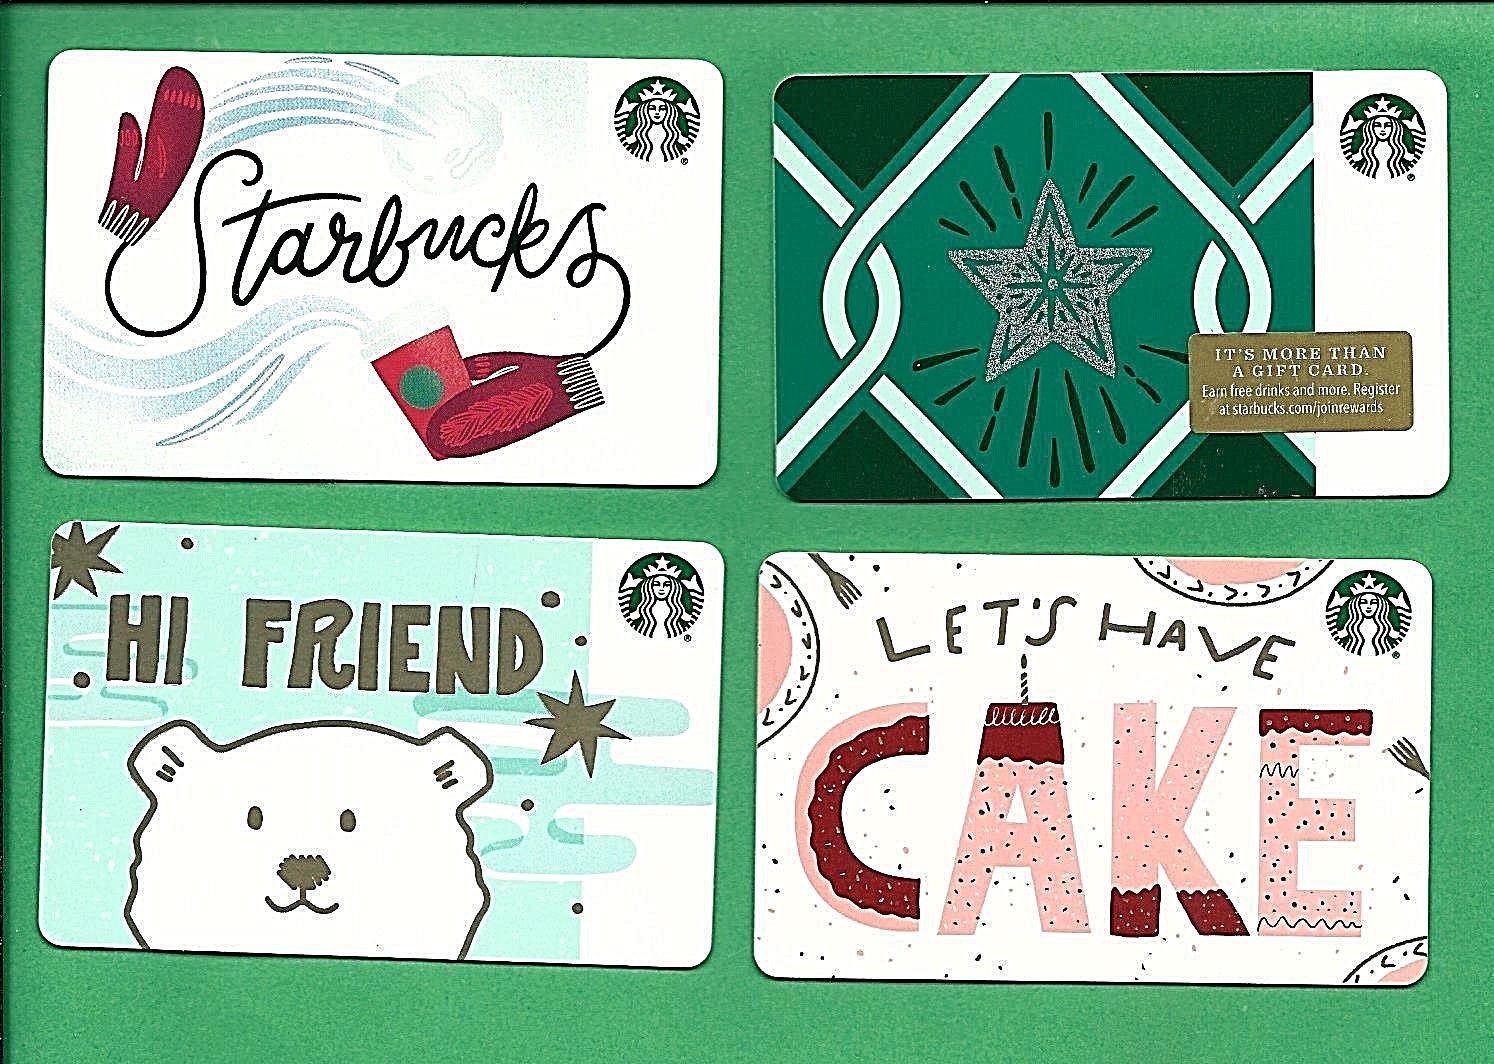 Starbucks
IT'S MORE THAN
A GIFT CARD.
Earn free drinks and more. Register
at starbucks.com/joinrewards
HI FRIEND
LET'S HAVE
CAKE